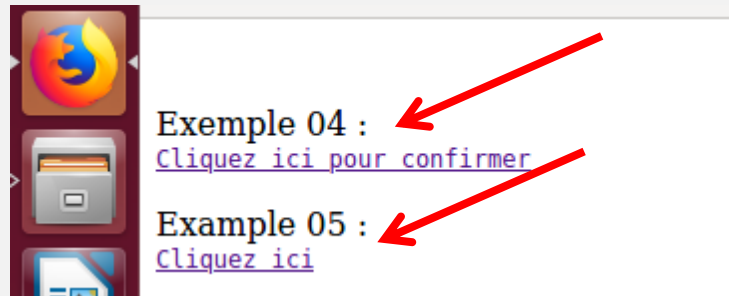 Exemple 04 :
Cliquez ici pour confirmer
Example 05 :
Cliquez ici